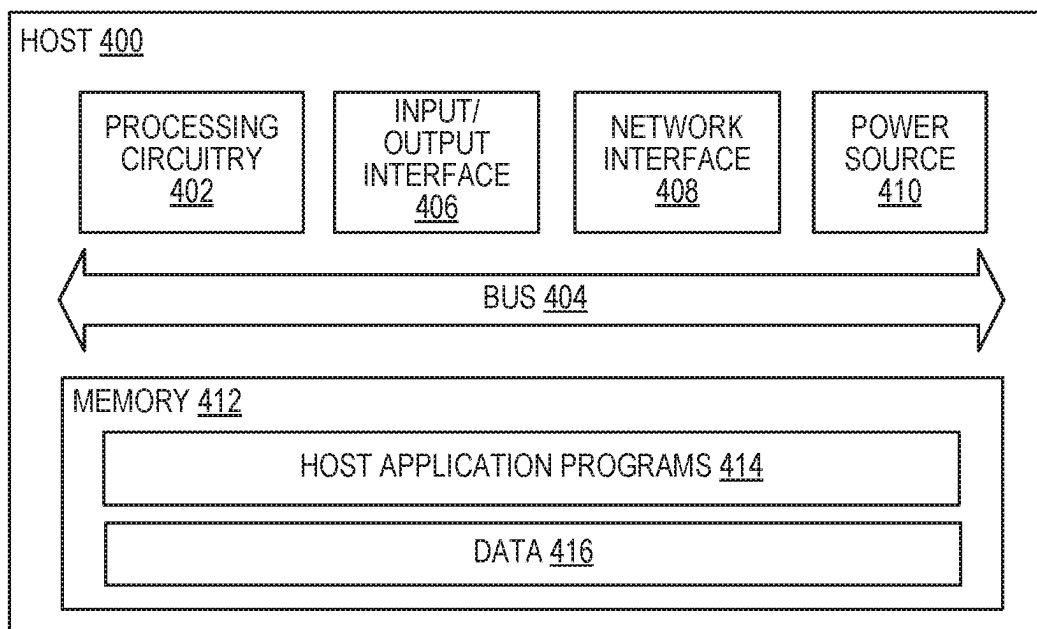 HOST 400
PROCESSING
CIRCUITRY
402
INPUT/
OUTPUT
INTERFACE
406
NETWORK
INTERFACE
408
POWER
SOURCE
410
BUS 404
MEMORY 412
HOST APPLICATION PROGRAMS 414
DATA 416